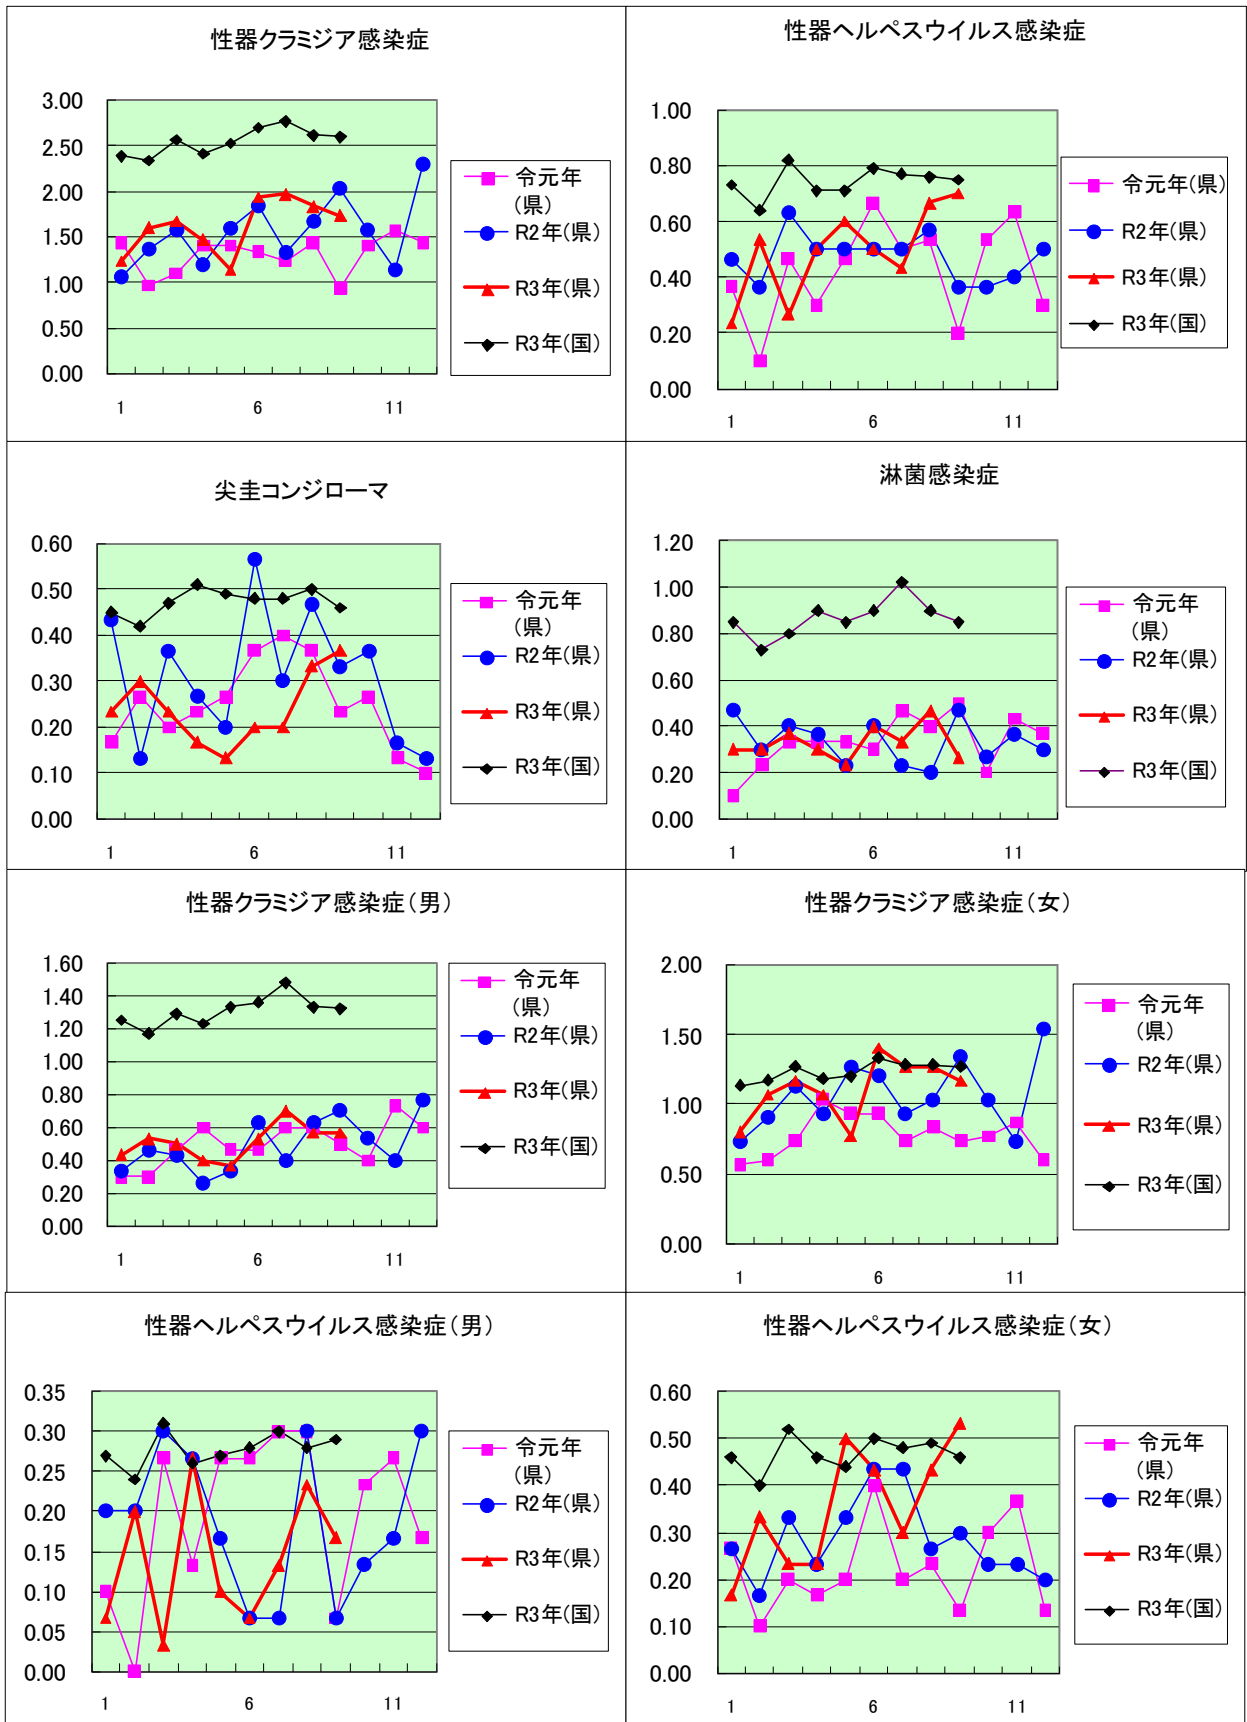 性器クラミジア感染症
3.00
2.50
2.00
1.50
1.00
0.50
0.00
1
6
11
令元年
(県)
R2年(県)
R3年(県)
R3年(国)
性器ヘルペスウイルス感染症
1.00
0.80
0.60
0.40
0.20
0.00
1
6
11
令元年(県)
R2年(県)
R3年(県)
R3年(国)
尖圭コンジローマ
0.60
0.50
0.40
0.30
0.20
0.10
0.00
1
6
11
令元年
(県)
R2年(県)
R3年(県)
R3年(国)
淋菌感染症
1.20
1.00
0.80
0.60
0.40
0.20
0.00
1
6
11
令元年
(県)
R2年(県)
R3年(県)
R3年(国)
性器クラミジア感染症(男)
1.60
1.40
1.20
1.00
0.80
0.60
0.40
0.20
0.00
1
6
11
令元年
(県)
R2年(県)
R3年(県)
R3年(国)
性器クラミジア感染症(女)
2.00
1.50
1.00
0.50
0.00
1
6
11
令元年
(県)
R2年(県)
R3年(県)
R3年(国)
性器ヘルペスウイルス感染症(男)
0.35
0.30
0.25
0.20
0.15
0.10
0.05
0.00
1
6
11
令元年
(県)
R2年(県)
R3年(県)
R3年(国)
性器ヘルペスウイルス感染症(女)
0.60
0.50
0.40
0.30
0.20
0.10
0.00
1
6
11
令元年
(県)
R2年(県)
R3年(県)
R3年(国)